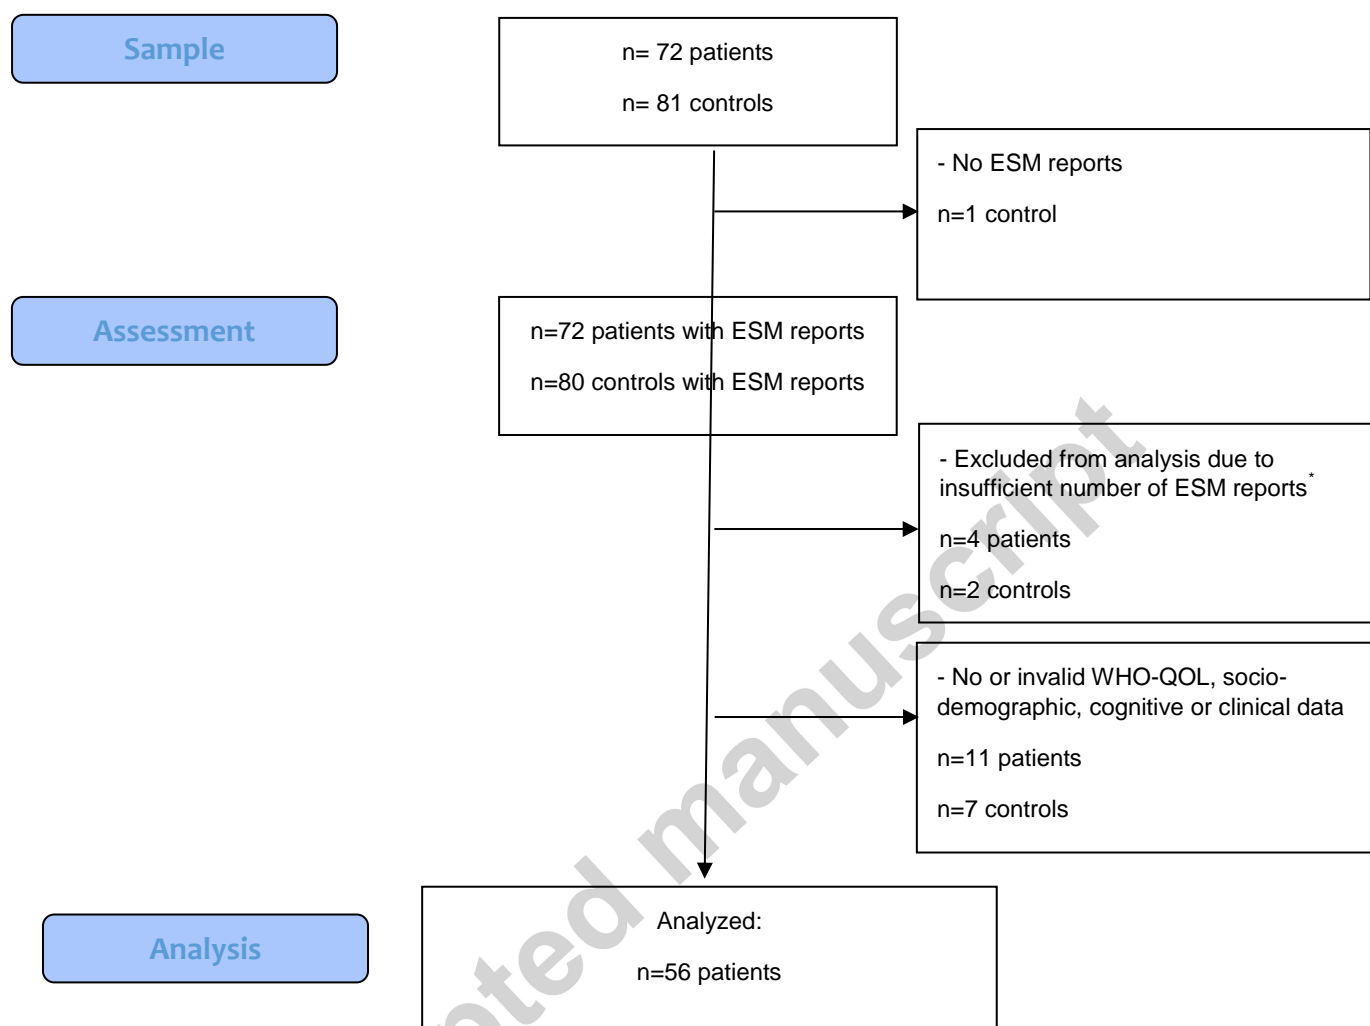 Sample
n= 72 patients
n= 81 controls
- No ESM reports
n=1 control
Assessment
n=72 patients with ESM reports
n=80 controls with ESM reports
- Excluded from analysis due to
insufficient number of ESM reports*
n=4 patients
n=2 controls
- No or invalid WHO-QOL, socio-
demographic, cognitive or clinical data
n=11 patients
n=7 controls
Analysis
Analyzed:
n=56 patients
pted manuscript